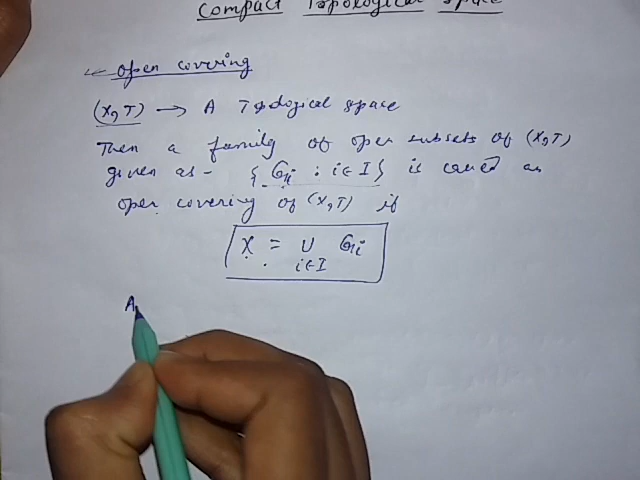 Compact Topological Space
open covering
(X, T) → A Topological space
Then a family of open subsets of (X, T)
given as - { Gi : i ∈ I } is called an
open covering of (X, T) if
X = ∪ Gi
i ∈ I
A